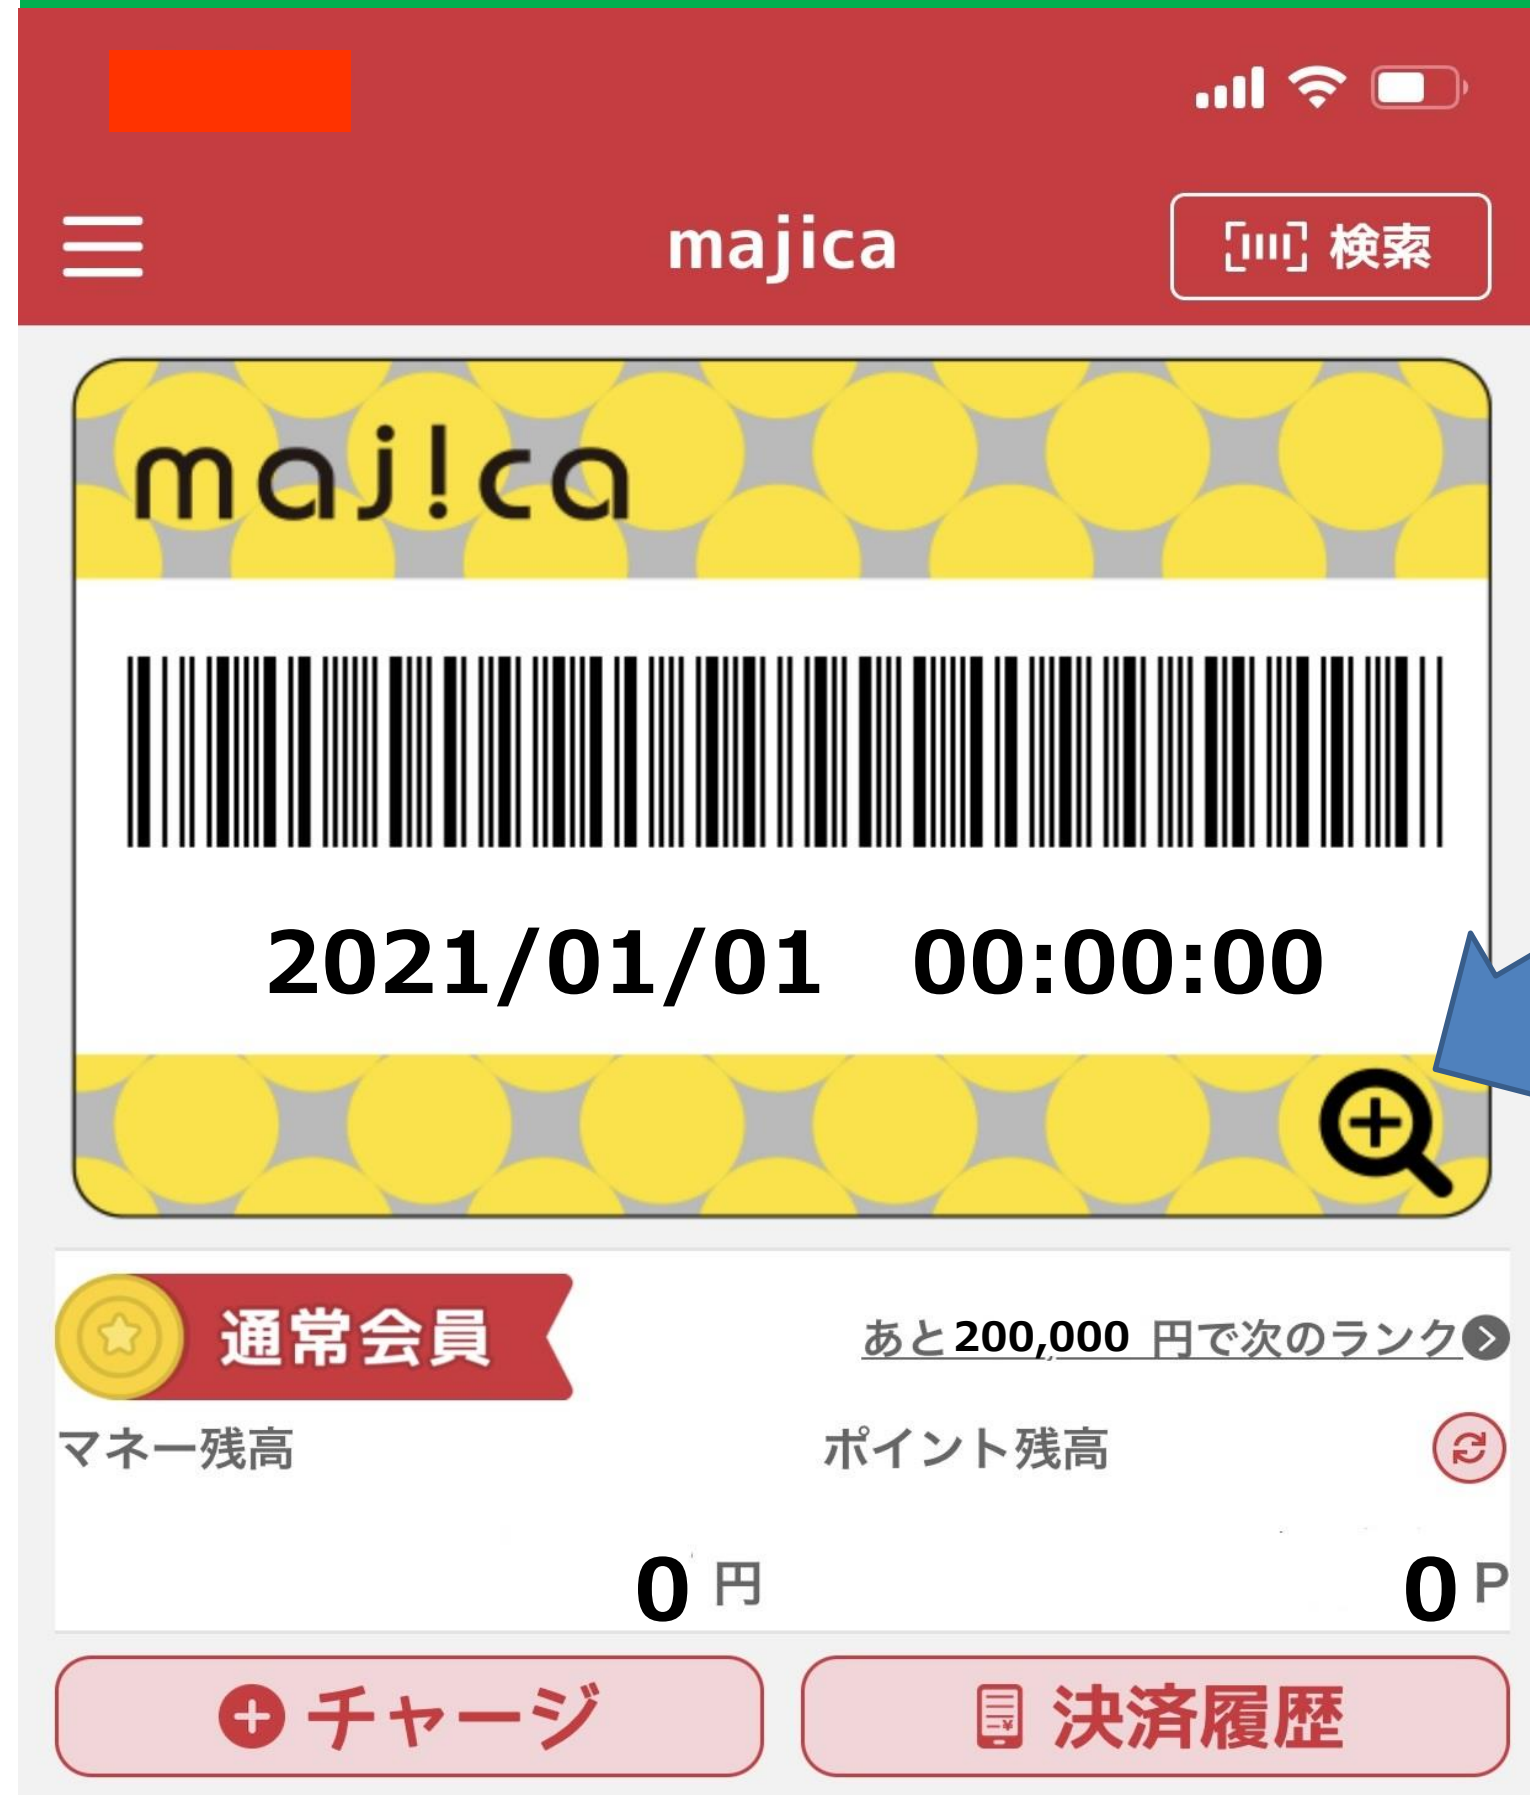 majica
検索
maj!ca
2021/01/01 00:00:00
通常会員
あと200,000 円で次のランク
マネー残高
ポイント残高
0 円
0 P
チャージ
決済履歴